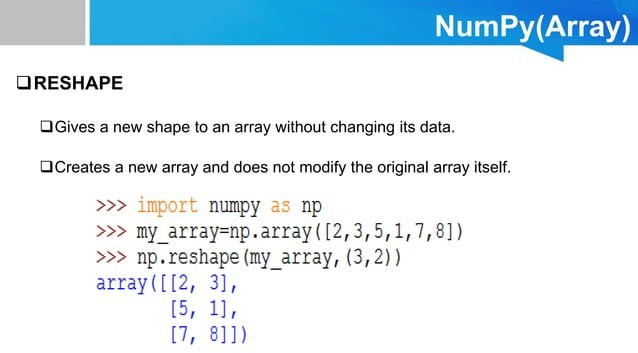 NumPy(Array)
❑RESHAPE
❑Gives a new shape to an array without changing its data.
❑Creates a new array and does not modify the original array itself.
>>> import numpy as np
>>> my_array=np.array([2,3,5,1,7,8])
>>> np.reshape(my_array,(3,2))
array([[2, 3],
       [5, 1],
       [7, 8]])